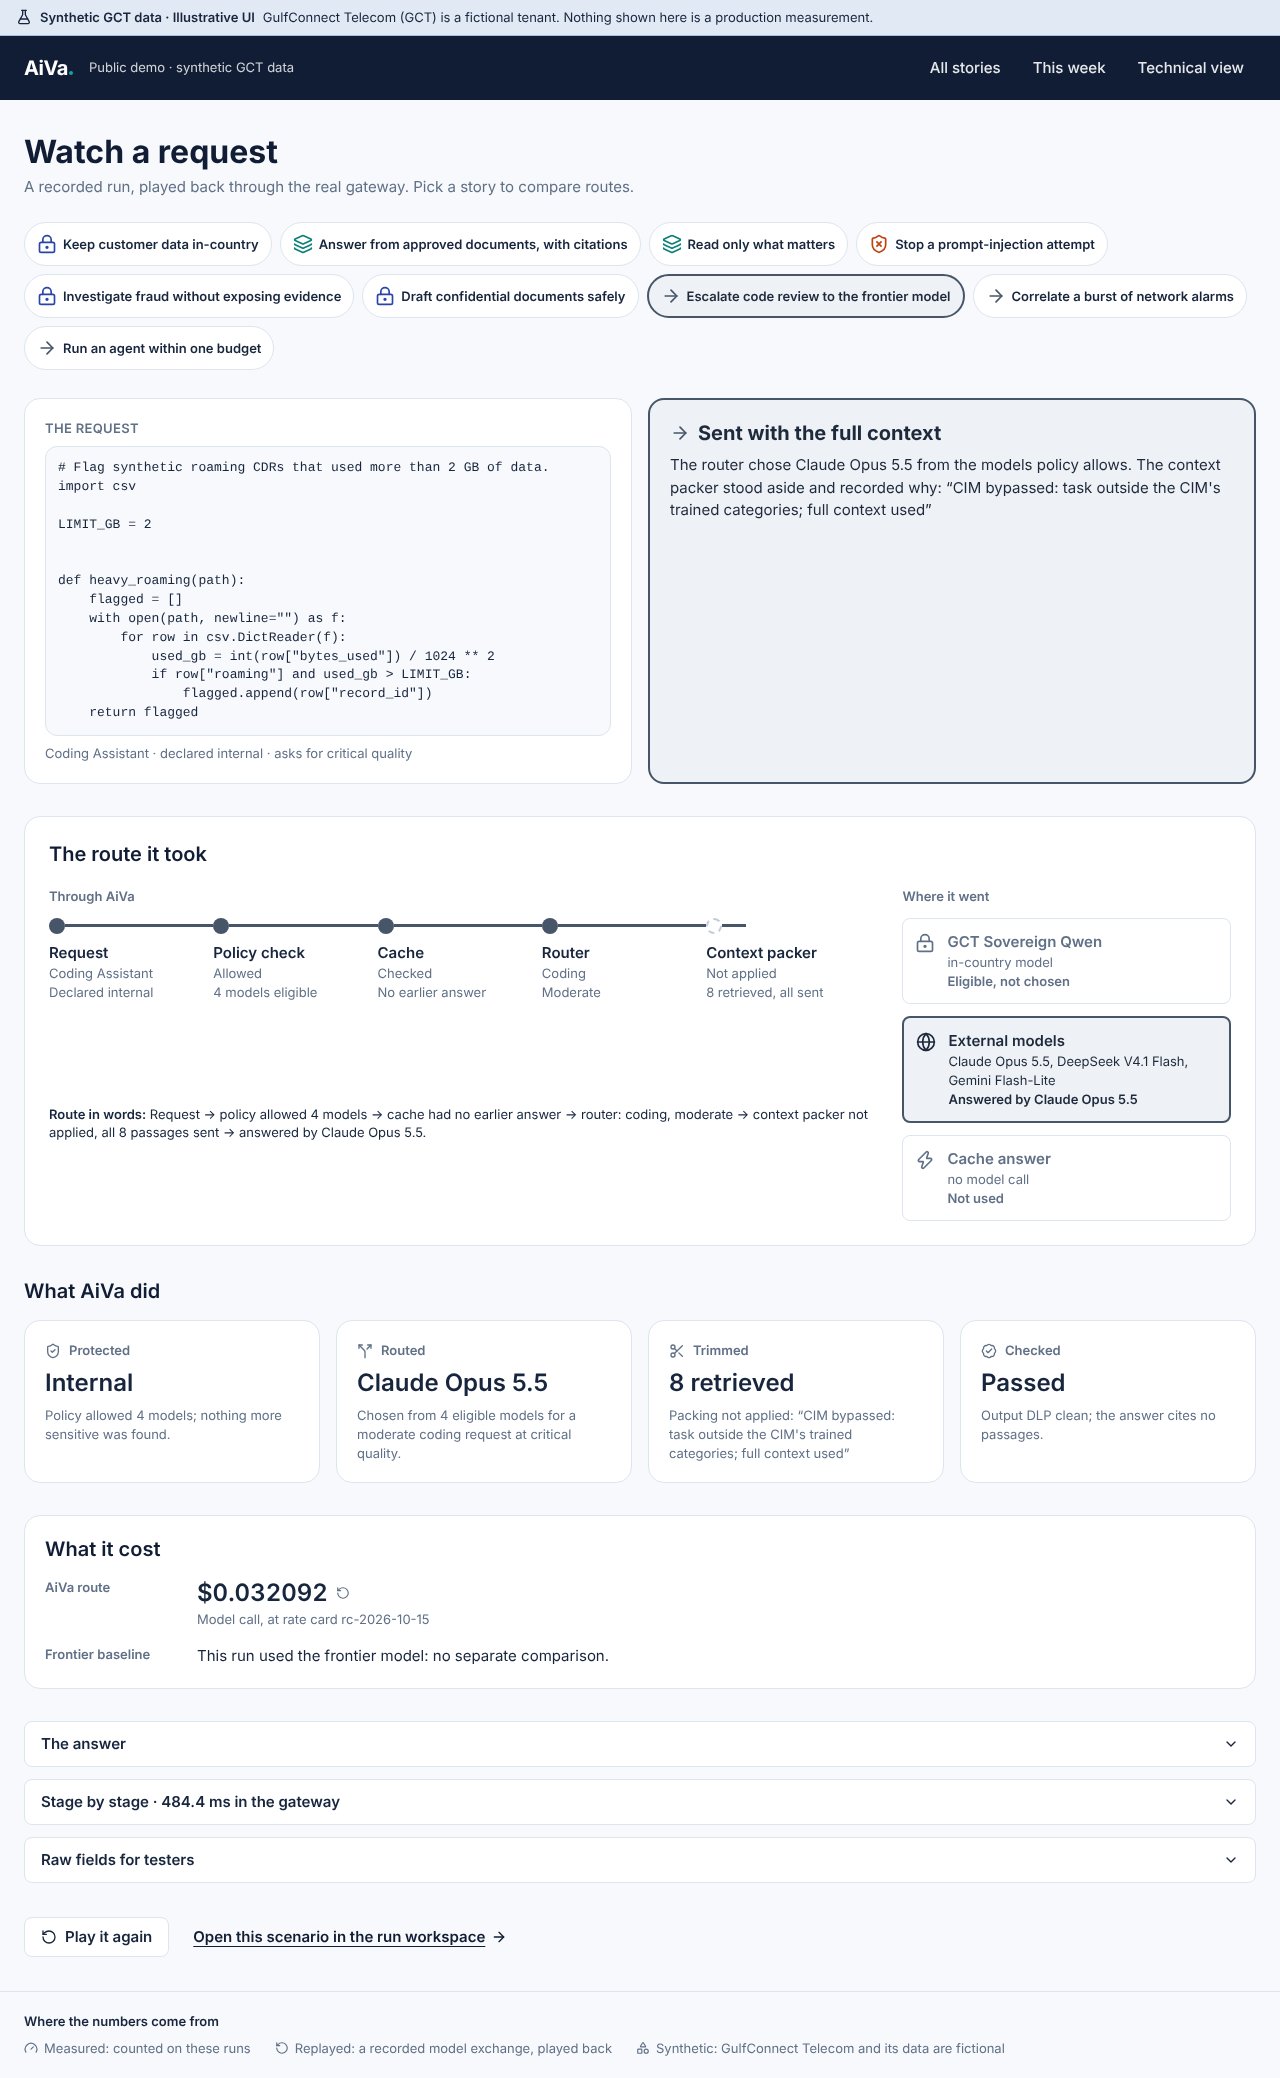 Synthetic GCT data · Illustrative UI GulfConnect Telecom (GCT) is a fictional tenant. Nothing shown here is a production measurement.
AiVa. Public demo · synthetic GCT data
All stories This week Technical view
Watch a request
A recorded run, played back through the real gateway. Pick a story to compare routes.
Keep customer data in-country
Answer from approved documents, with citations
Read only what matters
Stop a prompt-injection attempt
Investigate fraud without exposing evidence
Draft confidential documents safely
Escalate code review to the frontier model
Correlate a burst of network alarms
Run an agent within one budget
THE REQUEST
# Flag synthetic roaming CDRs that used more than 2 GB of data.
import csv
LIMIT_GB = 2
def heavy_roaming(path):
    flagged = []
    with open(path, newline="") as f:
        for row in csv.DictReader(f):
            used_gb = int(row["bytes_used"]) / 1024 ** 2
            if row["roaming"] and used_gb > LIMIT_GB:
                flagged.append(row["record_id"])
    return flagged
Coding Assistant · declared internal · asks for critical quality
Sent with the full context
The router chose Claude Opus 5.5 from the models policy allows. The context
packer stood aside and recorded why: “CIM bypassed: task outside the CIM's
trained categories; full context used”
The route it took
Through AiVa
Request
Coding Assistant
Declared internal
Policy check
Allowed
4 models eligible
Cache
Checked
No earlier answer
Router
Coding
Moderate
Context packer
Not applied
8 retrieved, all sent
Route in words: Request → policy allowed 4 models → cache had no earlier answer → router: coding, moderate → context packer not
applied, all 8 passages sent → answered by Claude Opus 5.5.
Where it went
GCT Sovereign Qwen
in-country model
Eligible, not chosen
External models
Claude Opus 5.5, DeepSeek V4.1 Flash,
Gemini Flash-Lite
Answered by Claude Opus 5.5
Cache answer
no model call
Not used
What AiVa did
Protected
Internal
Policy allowed 4 models; nothing more
sensitive was found.
Routed
Claude Opus 5.5
Chosen from 4 eligible models for a
moderate coding request at critical
quality.
Trimmed
8 retrieved
Packing not applied: “CIM bypassed:
task outside the CIM's trained
categories; full context used”
Checked
Passed
Output DLP clean; the answer cites no
passages.
What it cost
AiVa route
$0.032092
Model call, at rate card rc-2026-10-15
Frontier baseline
This run used the frontier model: no separate comparison.
The answer
Stage by stage · 484.4 ms in the gateway
Raw fields for testers
Play it again
Open this scenario in the run workspace →
Where the numbers come from
Measured: counted on these runs
Replayed: a recorded model exchange, played back
Synthetic: GulfConnect Telecom and its data are fictional